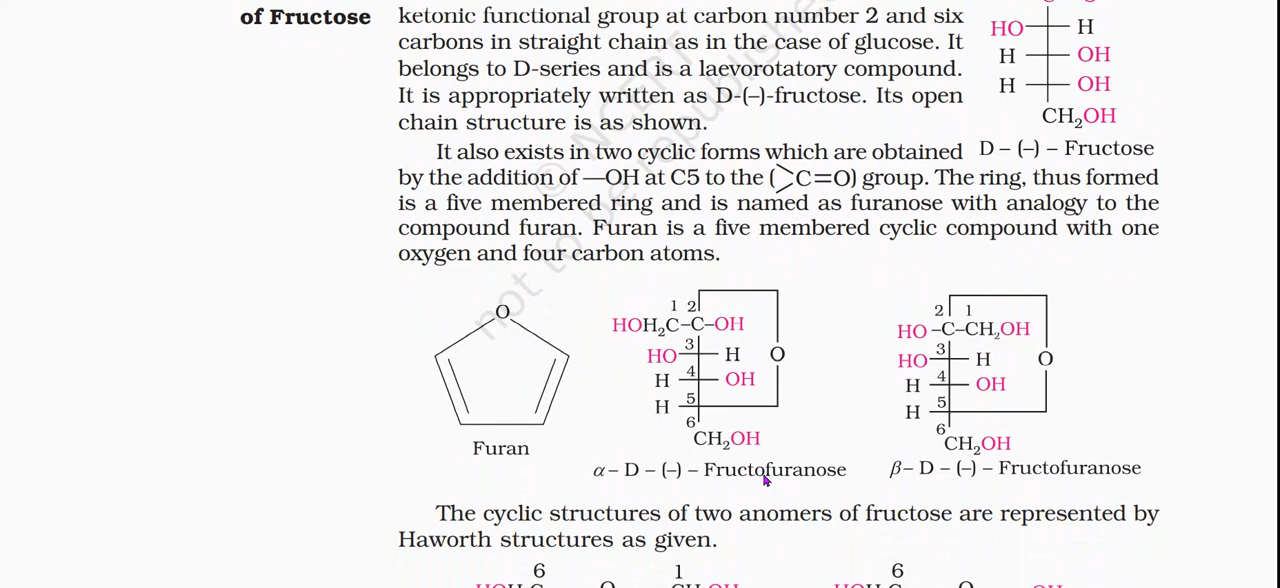 of Fructose
ketonic functional group at carbon number 2 and six
carbons in straight chain as in the case of glucose. It
belongs to D-series and is a laevorotatory compound.
It is appropriately written as D-(–)-fructose. Its open
chain structure is as shown.
HO H
H OH
H OH
CH₂OH
D – (–) – Fructose
It also exists in two cyclic forms which are obtained
by the addition of —OH at C5 to the (>C=O) group. The ring, thus formed
is a five membered ring and is named as furanose with analogy to the
compound furan. Furan is a five membered cyclic compound with one
oxygen and four carbon atoms.
© NCERT
not to be republished
O
Furan
1 2
HOH₂C–C–OH
3
HO H O
4
H OH
5
H
6
CH₂OH
α – D – (–) – Fructofuranose
2 1
HO –C–CH₂OH
3
HO H O
4
H OH
5
H
6
CH₂OH
β – D – (–) – Fructofuranose
The cyclic structures of two anomers of fructose are represented by
Haworth structures as given.
6 1 6